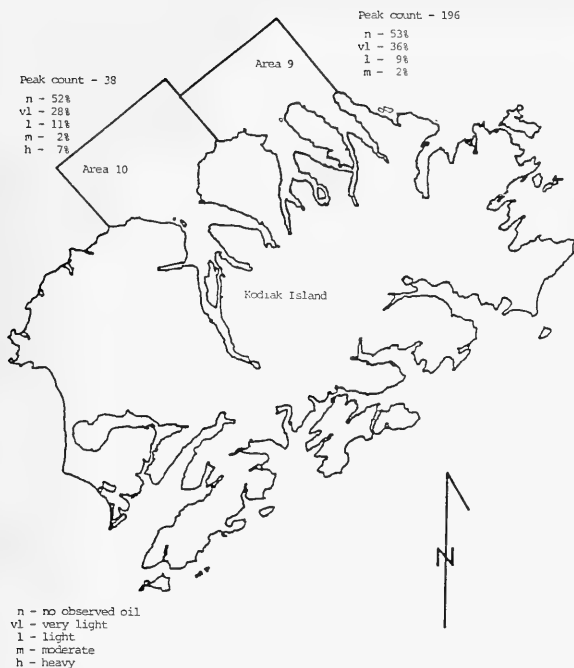 Peak count - 196
n - 53%
vl - 36%
l - 9%
m - 2%
Area 9
Peak count - 38
n - 52%
vl - 28%
l - 11%
m - 2%
h - 7%
Area 10
Kodiak Island
N
n - no observed oil
vl - very light
l - light
m - moderate
h - heavy